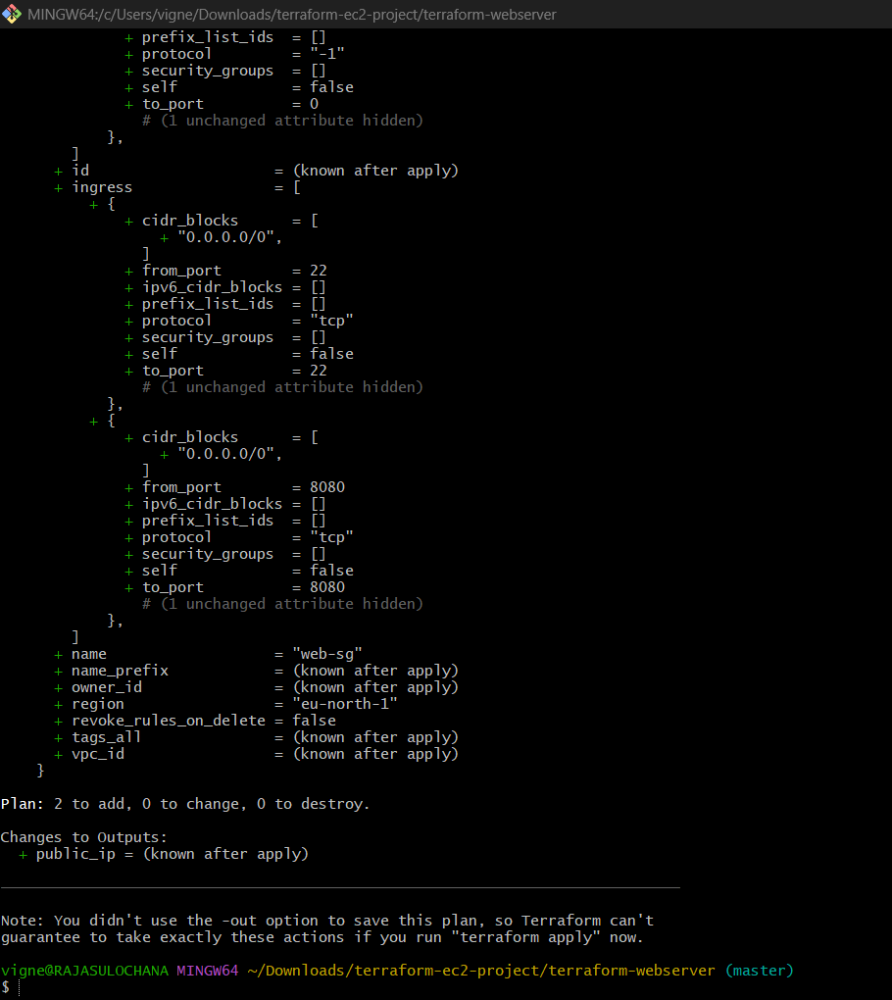 MINGW64:/c/Users/vigne/Downloads/terraform-ec2-project/terraform-webserver
+ prefix_list_ids  = []
+ protocol         = "-1"
+ security_groups  = []
+ self             = false
+ to_port          = 0
# (1 unchanged attribute hidden)
},
]
+ id                     = (known after apply)
+ ingress                = [
+ {
+ cidr_blocks      = [
+ "0.0.0.0/0",
]
+ from_port        = 22
+ ipv6_cidr_blocks = []
+ prefix_list_ids  = []
+ protocol         = "tcp"
+ security_groups  = []
+ self             = false
+ to_port          = 22
# (1 unchanged attribute hidden)
},
+ {
+ cidr_blocks      = [
+ "0.0.0.0/0",
]
+ from_port        = 8080
+ ipv6_cidr_blocks = []
+ prefix_list_ids  = []
+ protocol         = "tcp"
+ security_groups  = []
+ self             = false
+ to_port          = 8080
# (1 unchanged attribute hidden)
},
]
+ name                   = "web-sg"
+ name_prefix            = (known after apply)
+ owner_id               = (known after apply)
+ region                 = "eu-north-1"
+ revoke_rules_on_delete = false
+ tags_all               = (known after apply)
+ vpc_id                 = (known after apply)
}
Plan: 2 to add, 0 to change, 0 to destroy.
Changes to Outputs:
+ public_ip = (known after apply)
Note: You didn't use the -out option to save this plan, so Terraform can't
guarantee to take exactly these actions if you run "terraform apply" now.
vigne@RAJASULOCHANA MINGW64 ~/Downloads/terraform-ec2-project/terraform-webserver (master)
$